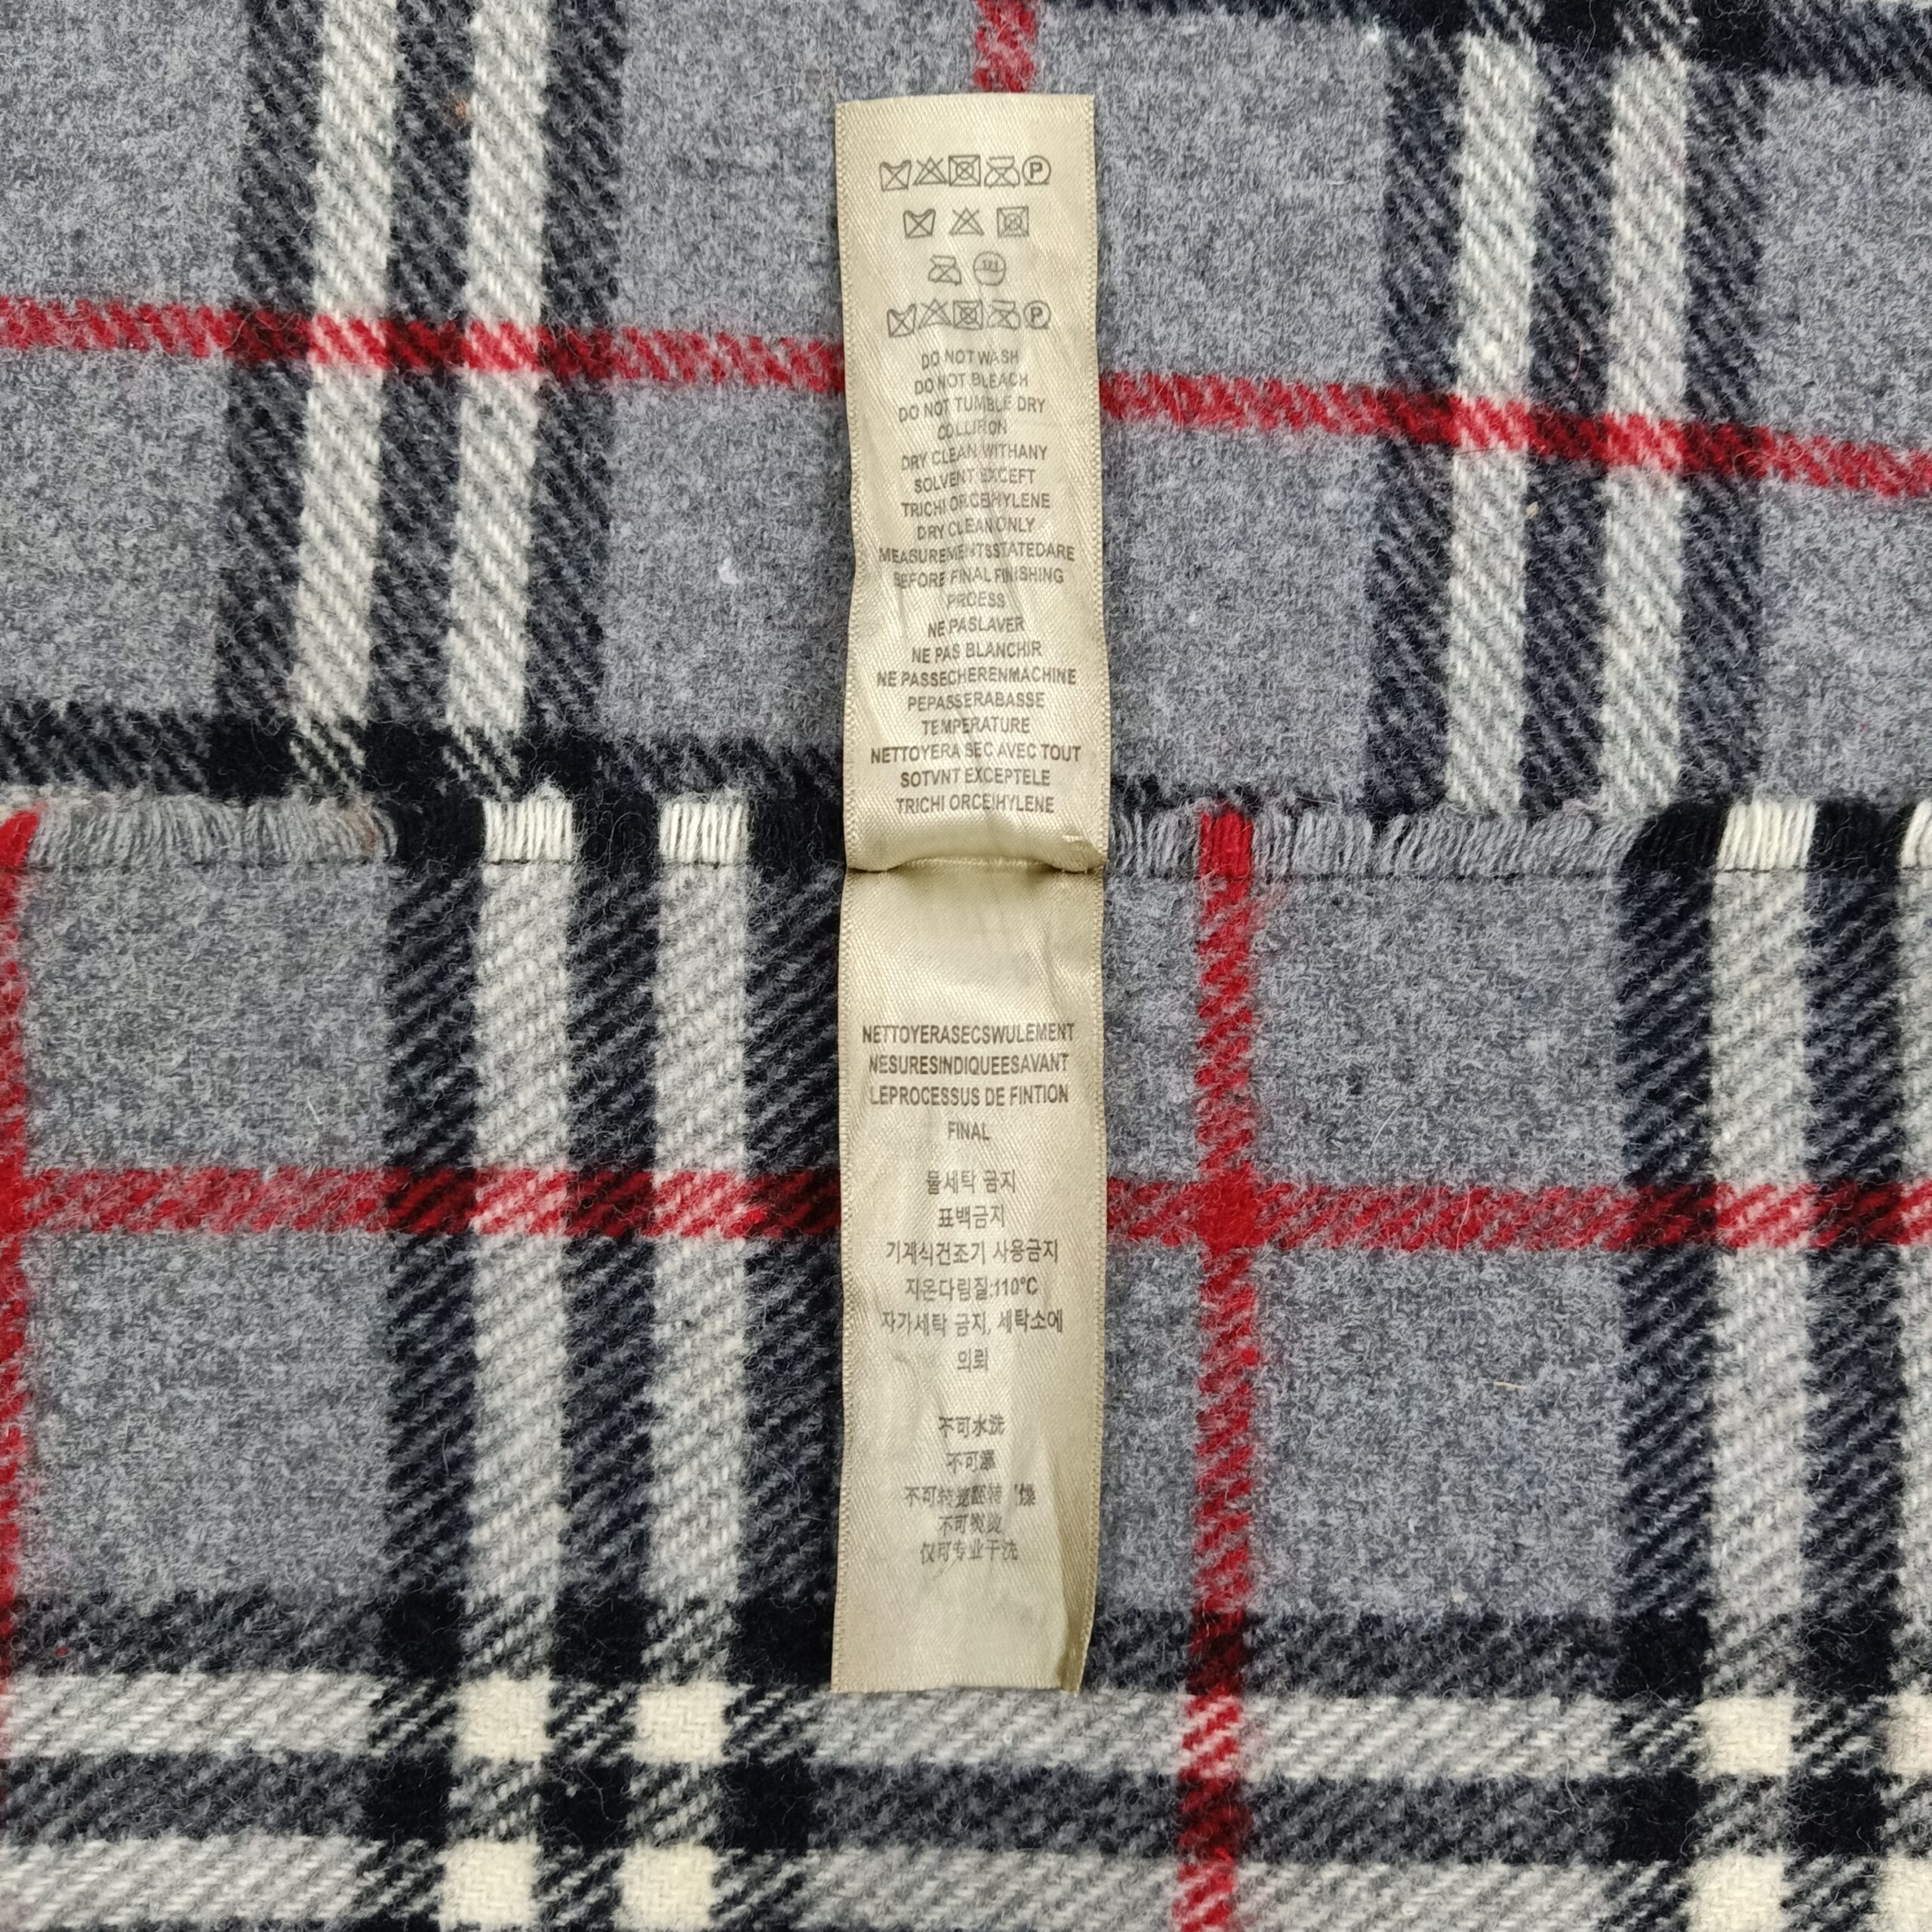 P
P
DO NOT WASH
DO NOT BLEACH
DO NOT TUMBLE DRY
COLLIRON
DRY CLEAN WITHANY
SOLVENT EXCEFT
TRICHI ORCEIHYLENE
DRY CLEAN ONLY
MEASUREMENTSSTATEDARE
BEFORE FINAL FINISHING
PROESS
NE PASLAVER
NE PAS BLANCHIR
NE PASSECHERENMACHINE
PEPASSERABASSE
TEMPERATURE
NETTOYERA SEC AVEC TOUT
SOTVNT EXCEPTELE
TRICHI ORCEIHYLENE
NETTOYERASECSWULEMENT
NESURESINDIQUEESAVANT
LEPROCESSUS DE FINTION
FINAL
물세탁 금지
표백금지
기계식건조기 사용금지
지온다림질:110°C
자가세탁 금지, 세탁소에
의뢰
不可水洗
不可漂
不可熨烫
仅可专业干洗